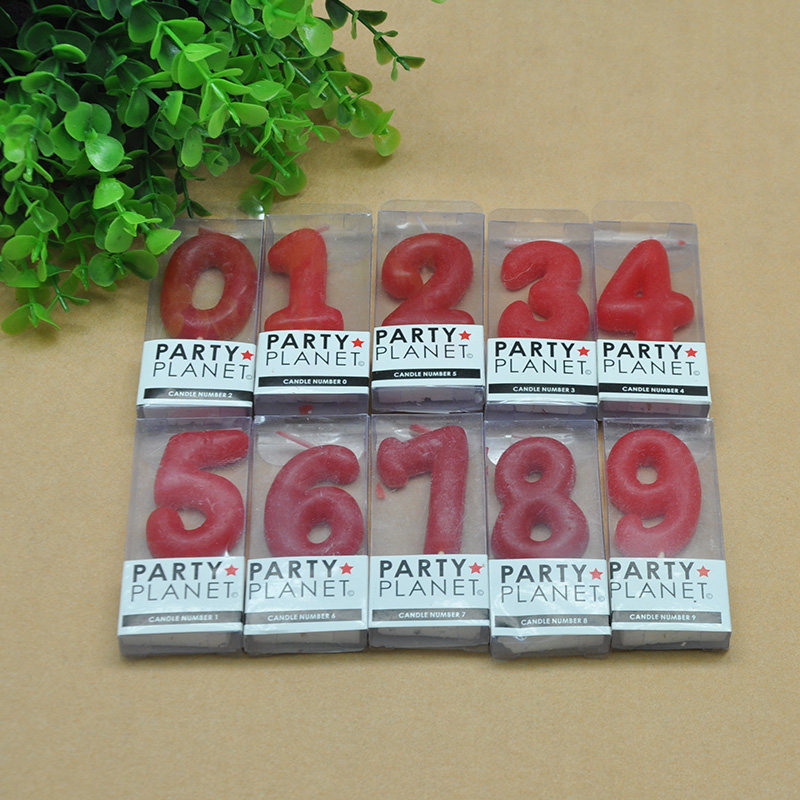 0
PARTY
PLANET©
CANDLE NUMBER 2
1
PARTY
PLANET©
CANDLE NUMBER 0
2
PARTY
PLANET©
CANDLE NUMBER 5
3
PARTY
PLANET©
CANDLE NUMBER 3
4
PARTY
PLANET©
CANDLE NUMBER 4
5
PARTY
PLANET©
CANDLE NUMBER 1
6
PARTY
PLANET©
CANDLE NUMBER 6
7
PARTY
PLANET©
CANDLE NUMBER 7
8
PARTY
PLANET©
CANDLE NUMBER 8
9
PARTY
PLANET©
CANDLE NUMBER 9